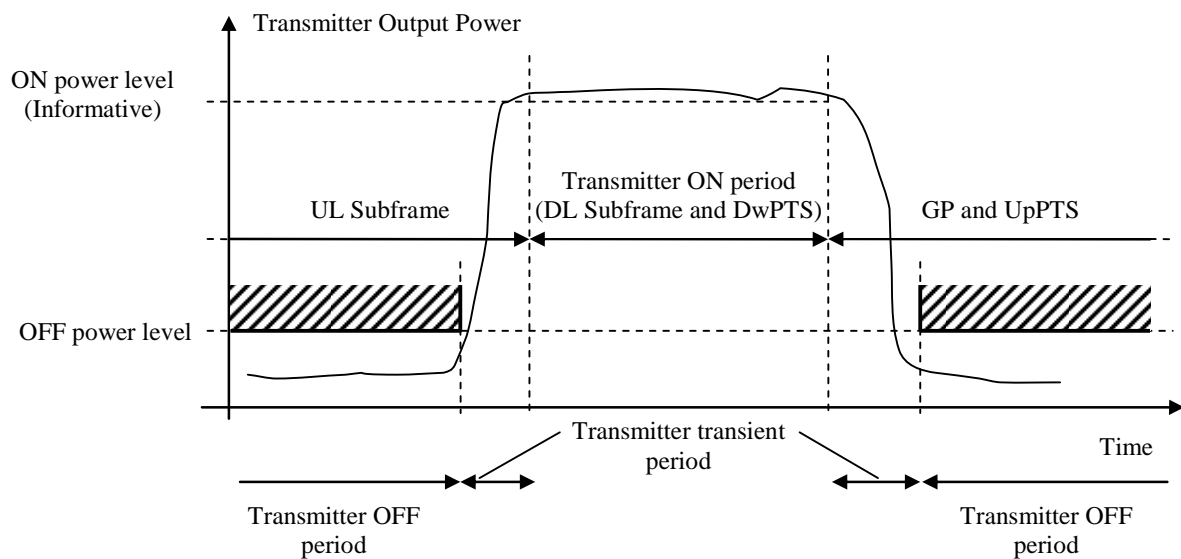 Transmitter Output Power
ON power level
(Informative)
UL Subframe
Transmitter ON period
(DL Subframe and DwPTS)
GP and UpPTS
OFF power level
Transmitter transient
period
Time
Transmitter OFF
period
Transmitter OFF
period